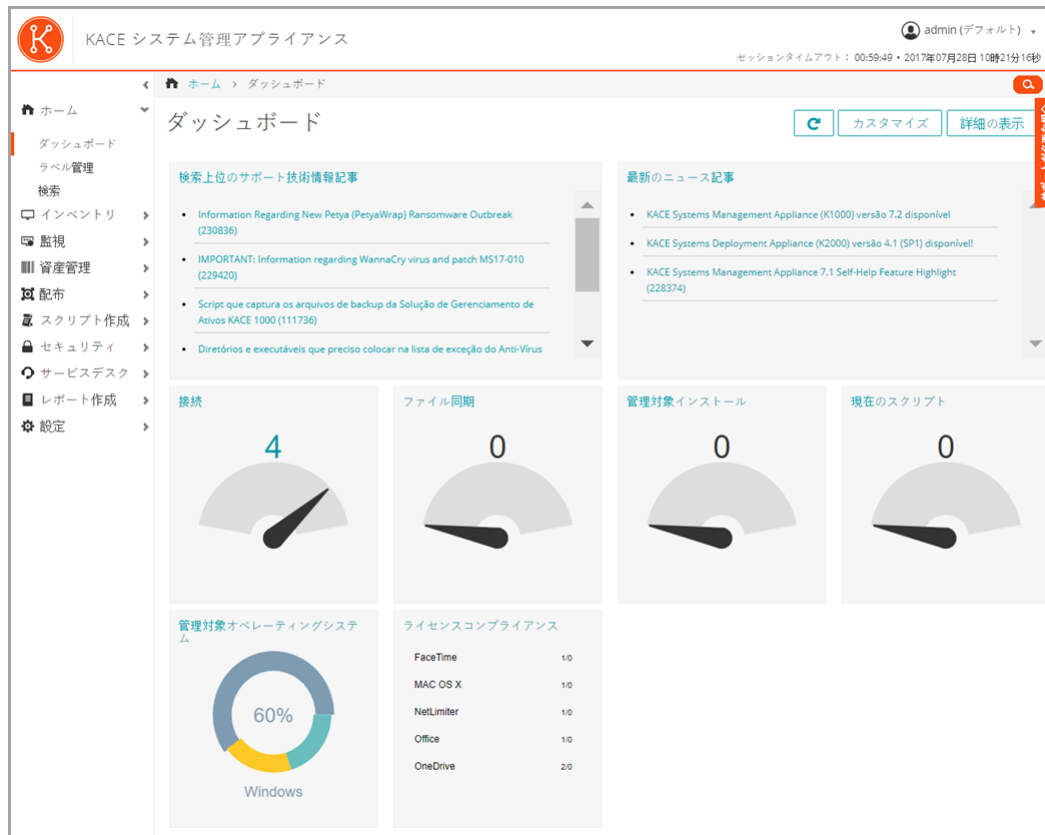 KACE システム管理アプライアンス
admin (デフォルト)
セッションタイムアウト： 00:59:49 • 2017年07月28日 10時21分16秒
ホーム › ダッシュボード
ホーム
ダッシュボード
ラベル管理
検索
インベントリ
監視
資産管理
配布
スクリプト作成
セキュリティ
サービスデスク
レポート作成
設定
ダッシュボード
カスタマイズ
詳細の表示
検索上位のサポート技術情報記事
• Information Regarding New Petya (PetyaWrap) Ransomware Outbreak
(230836)
• IMPORTANT: Information regarding WannaCry virus and patch MS17-010
(229420)
• Script que captura os arquivos de backup da Solução de Gerenciamento de
Ativos KACE 1000 (111736)
• Diretórios e executáveis que preciso colocar na lista de exceção do Anti-Vírus
最新のニュース記事
• KACE Systems Management Appliance (K1000) versão 7.2 disponível
• KACE Systems Deployment Appliance (K2000) versão 4.1 (SP1) disponível!
• KACE Systems Management Appliance 7.1 Self-Help Feature Highlight
(228374)
接続
4
ファイル同期
0
管理対象インストール
0
現在のスクリプト
0
管理対象オペレーティングシステ
ム
60%
Windows
ライセンスコンプライアンス
FaceTime 1/0
MAC OS X 1/0
NetLimiter 1/0
Office 1/0
OneDrive 2/0